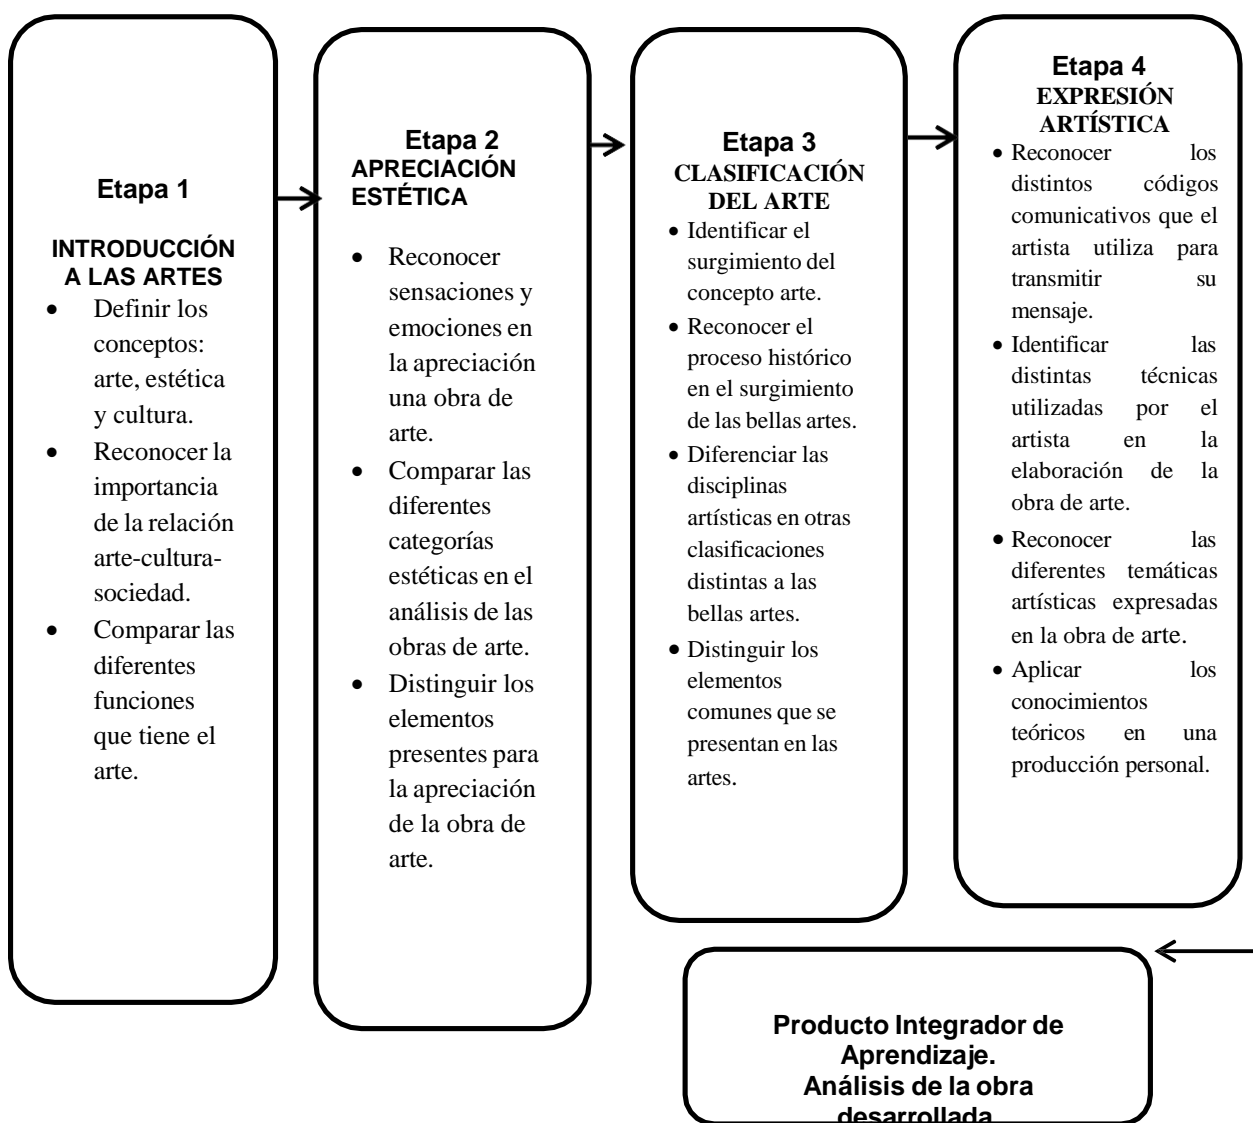 Etapa 1
INTRODUCCIÓN
A LAS ARTES
• Definir los
conceptos:
arte, estética
y cultura.
• Reconocer la
importancia
de la relación
arte-cultura-
sociedad.
• Comparar las
diferentes
funciones
que tiene el
arte.
Etapa 2
APRECIACIÓN
ESTÉTICA
• Reconocer
sensaciones y
emociones en
la apreciación
una obra de
arte.
• Comparar las
diferentes
categorías
estéticas en el
análisis de las
obras de arte.
• Distinguir los
elementos
presentes para
la apreciación
de la obra de
arte.
Etapa 3
CLASIFICACIÓN
DEL ARTE
• Identificar el
surgimiento del
concepto arte.
• Reconocer el
proceso histórico
en el surgimiento
de las bellas artes.
• Diferenciar las
disciplinas
artísticas en otras
clasificaciones
distintas a las
bellas artes.
• Distinguir los
elementos
comunes que se
presentan en las
artes.
Etapa 4
EXPRESIÓN
ARTÍSTICA
• Reconocer los
distintos códigos
comunicativos que el
artista utiliza para
transmitir su
mensaje.
• Identificar las
distintas técnicas
utilizadas por el
artista en la
elaboración de la
obra de arte.
• Reconocer las
diferentes temáticas
artísticas expresadas
en la obra de arte.
• Aplicar los
conocimientos
teóricos en una
producción personal.
Producto Integrador de
Aprendizaje.
Análisis de la obra
desarrollada